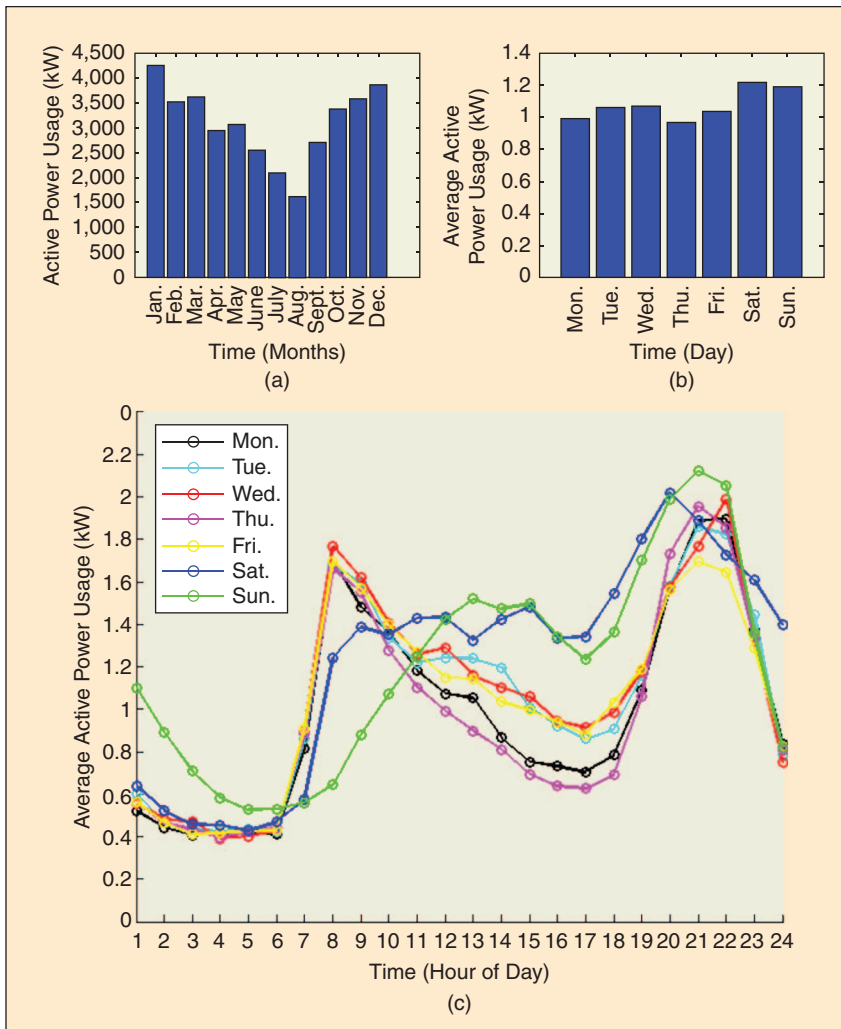 4,500
4,000
3,500
3,000
2,500
2,000
1,500
1,000
500
0
Active Power Usage (kW)
Jan.
Feb.
Mar.
Apr.
May
June
July
Aug.
Sept.
Oct.
Nov.
Dec.
Time (Months)
(a)
1.4
1.2
1
0.8
0.6
0.4
0.2
0
Average Active
Power Usage (kW)
Mon.
Tue.
Wed.
Thu.
Fri.
Sat.
Sun.
Time (Day)
(b)
0
2.2
2
1.8
1.6
1.4
1.2
1
0.8
0.6
0.4
0.2
0
Average Active Power Usage (kW)
Mon.
Tue.
Wed.
Thu.
Fri.
Sat.
Sun.
1 2 3 4 5 6 7 8 9 10 11 12 13 14 15 16 17 18 19 20 21 22 23 24
Time (Hour of Day)
(c)